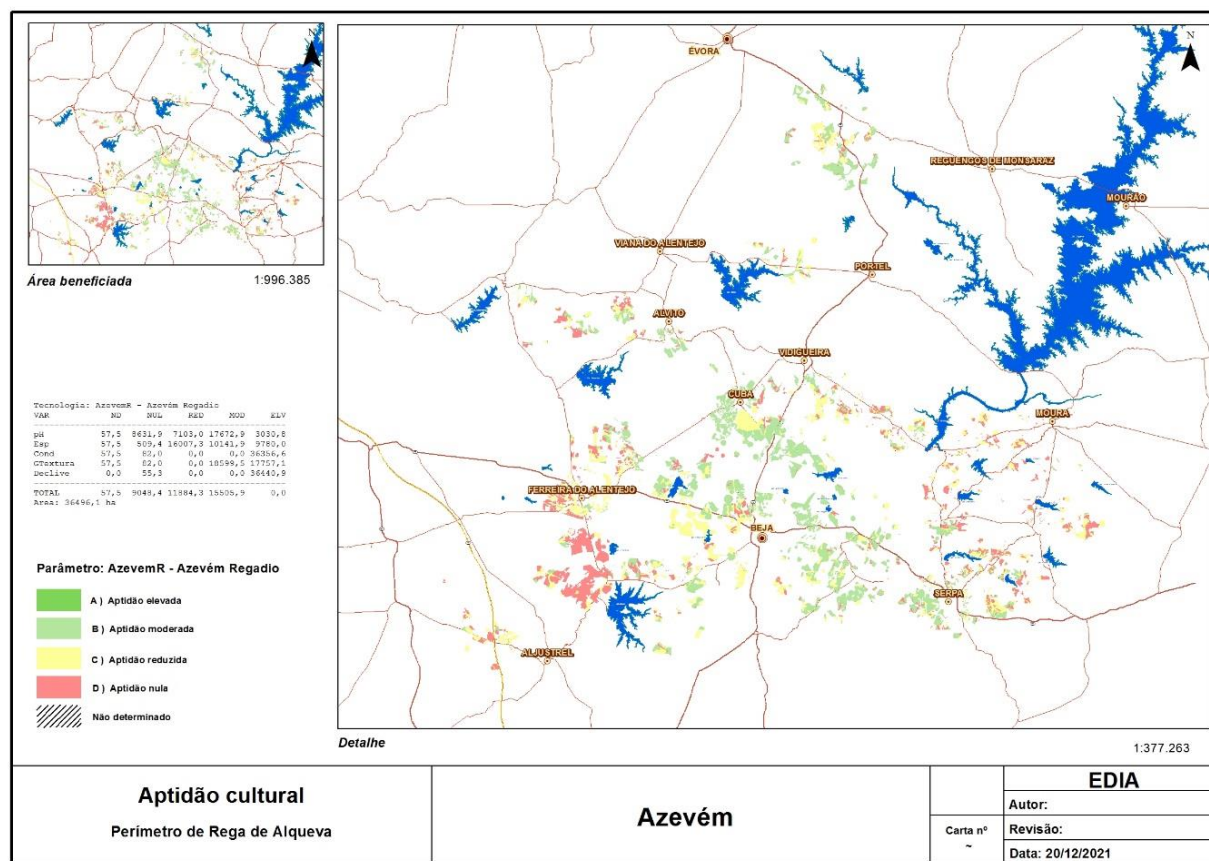 N
Área beneficiada 1:996.385
Tecnologia: AzevemR - Azevém Regadio
VAR ND NUL RED MOD ELV
pH 57,5 8631,9 7103,0 17672,9 3030,8
Esp 57,5 509,4 16007,3 10141,9 9780,0
Cond 57,5 82,0 0,0 0,0 36356,6
GTextura 57,5 82,0 0,0 18599,5 17757,1
Declive 0,0 55,3 0,0 0,0 36440,9
TOTAL 57,5 9048,4 11884,3 15505,9 0,0
Area: 36496,1 ha
Parâmetro: AzevemR - Azevém Regadio
A ) Aptidão elevada
B ) Aptidão moderada
C ) Aptidão reduzida
D ) Aptidão nula
Não determinado
N
ÉVORA
REGUENGOS DE MONSARAZ
MOURÃO
VIANA DO ALENTEJO
PORTEL
ALVITO
VIDIGUEIRA
CUBA
MOURA
FERREIRA DO ALENTEJO
BEJA
SERPA
ALJUSTREL
Detalhe
1:377.263
Aptidão cultural
Perímetro de Rega de Alqueva
Azevém
Carta nº
~
EDIA
Autor:
Revisão:
Data: 20/12/2021